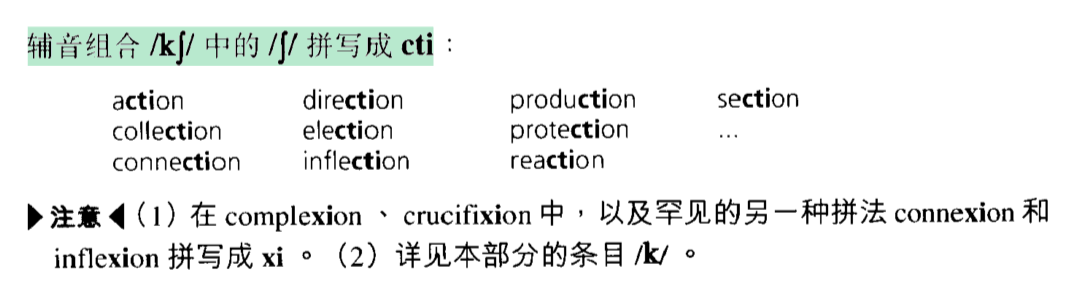 辅音组合 /kʃ/ 中的 /ʃ/ 拼写成 cti：
action direction production section
collection election protection …
connection inflection reaction
▶注意◀（1）在 complexion、crucifixion 中，以及罕见的另一种拼法 connexion 和
inflexion 拼写成 xi。（2）详见本部分的条目 /k/。